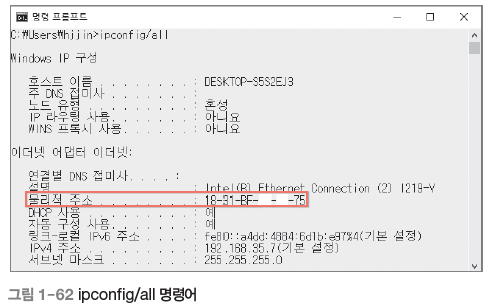 명령 프롬프트
C:\Users\hijin>ipconfig/all
Windows IP 구성
호스트 이름 . . . . . . . . : DESKTOP-S5S2EJ3
주 DNS 접미사 . . . . . . . :
노드 유형 . . . . . . . . . : 혼성
IP 라우팅 사용. . . . . . . : 아니요
WINS 프록시 사용. . . . . . : 아니요
이더넷 어댑터 이더넷:
연결별 DNS 접미사. . . . :
설명. . . . . . . . . . . . : Intel(R) Ethernet Connection (2) I219-V
물리적 주소 . . . . . . . . : 18-31-BF- - -75
DHCP 사용 . . . . . . . . . : 예
자동 구성 사용. . . . . . . : 예
링크-로컬 IPv6 주소 . . . . : fe80::a4dd:4884:6d1b:e97%4(기본 설정)
IPv4 주소 . . . . . . . . . : 192.168.35.7(기본 설정)
서브넷 마스크 . . . . . . . : 255.255.255.0
그림 1-62 ipconfig/all 명령어